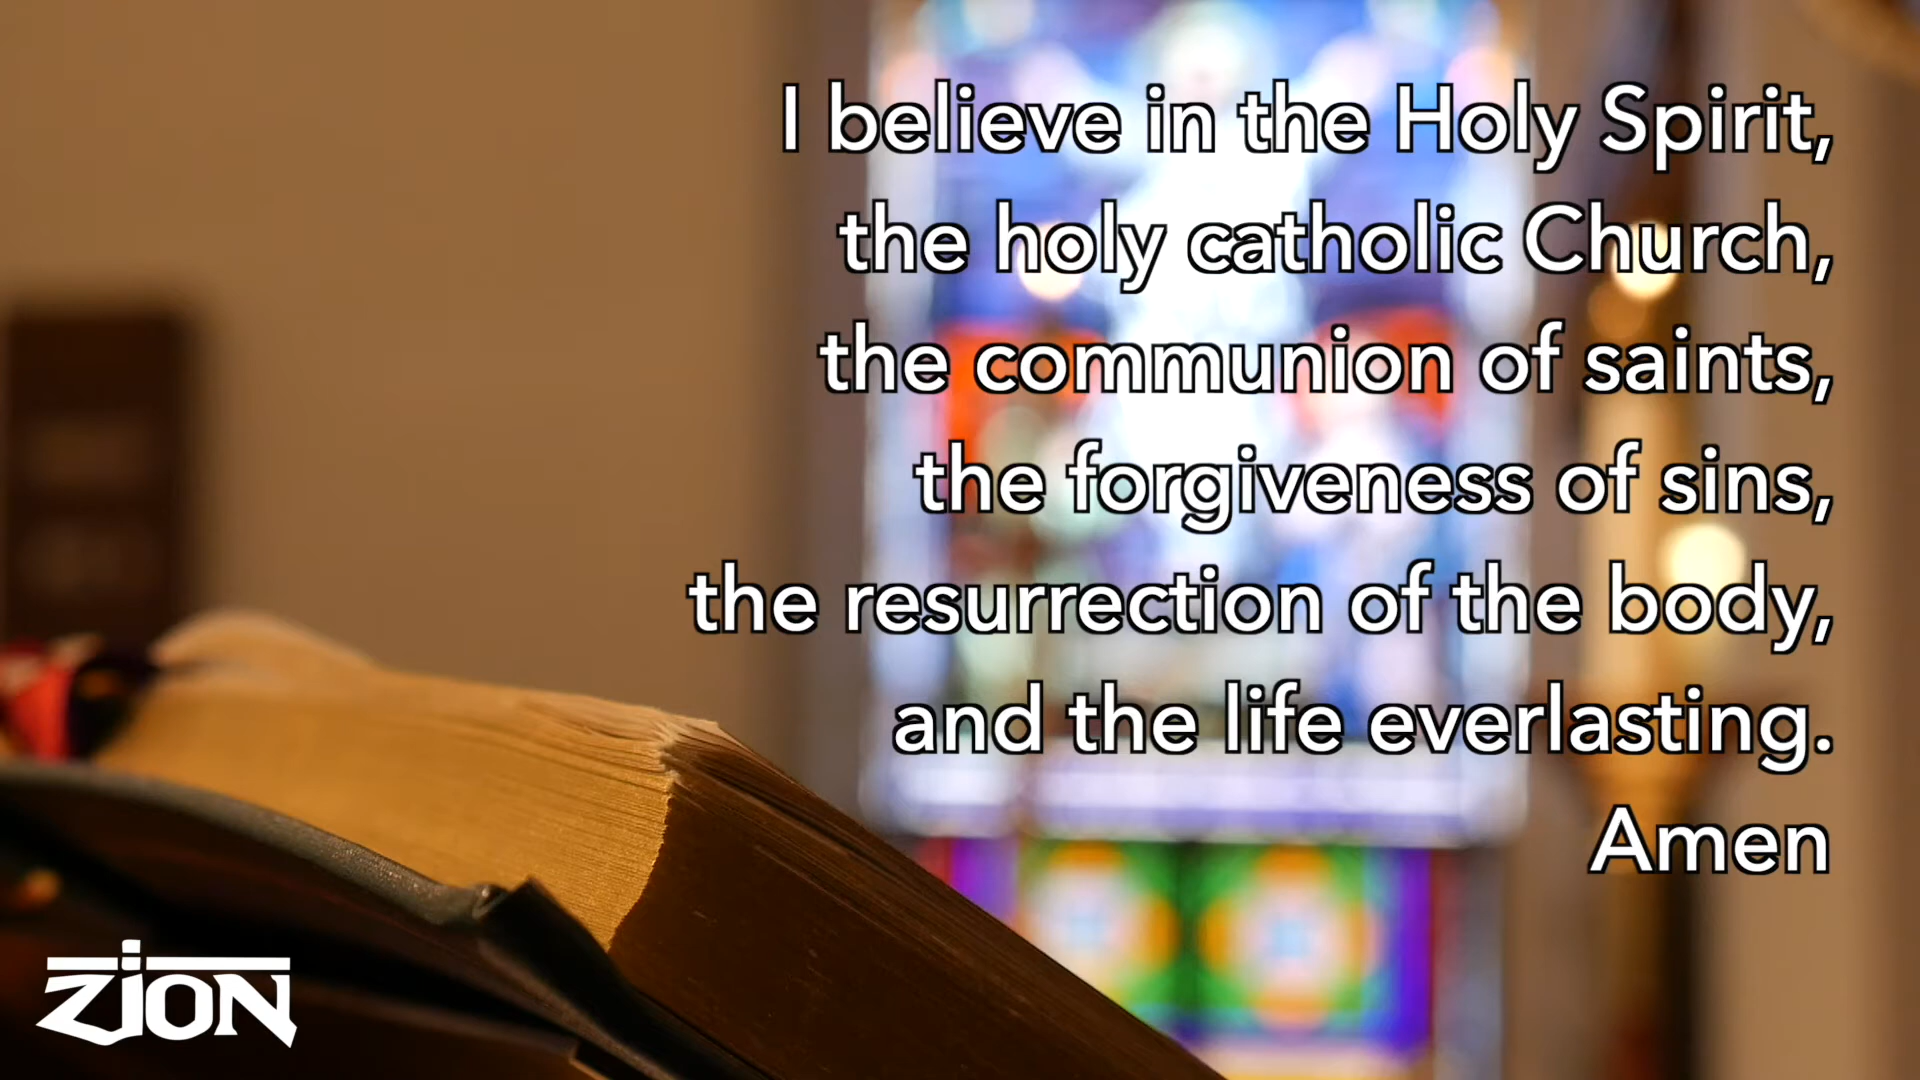 I believe in the Holy Spirit,
the holy catholic Church,
the communion of saints,
the forgiveness of sins,
the resurrection of the body,
and the life everlasting.
Amen
ZION